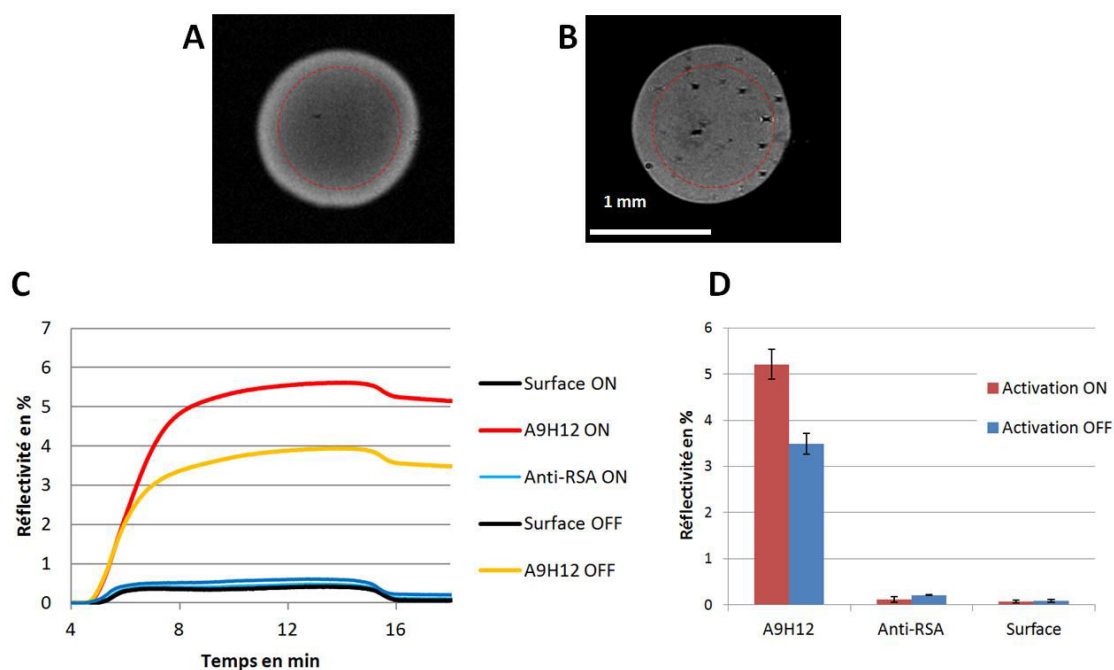 A
B
1 mm
C
7
6
5
4
3
2
1
0
4
8
12
16
Réflectivité en %
Temps en min
Surface ON
A9H12 ON
Anti-RSA ON
Surface OFF
A9H12 OFF
D
6
5
4
3
2
1
0
Réflectivité en %
A9H12
Anti-RSA
Surface
Activation ON
Activation OFF